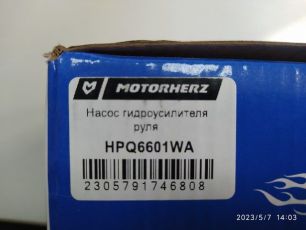 MOTORHERZ
Насос гидроусилителя
руля
HPQ6601WA
2305791746808
2023/5/7 14:03